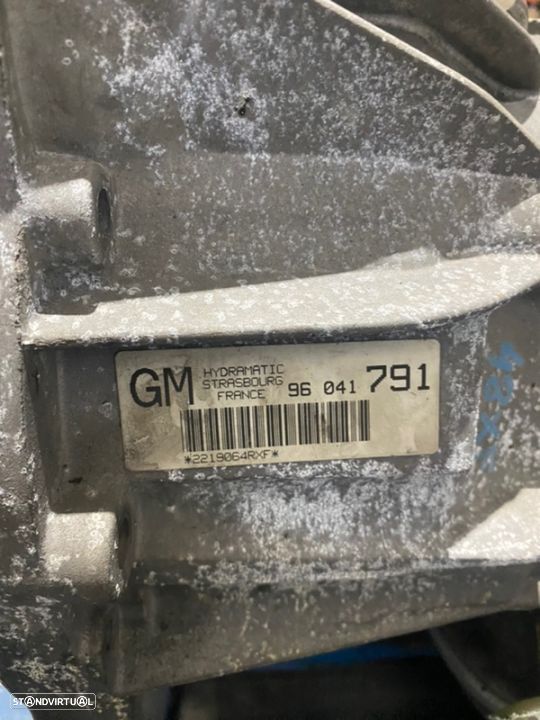 GM HYDRAMATIC
STRASBOURG
FRANCE 96 041 791
*2219064RXF*
STANDVIRTUAL